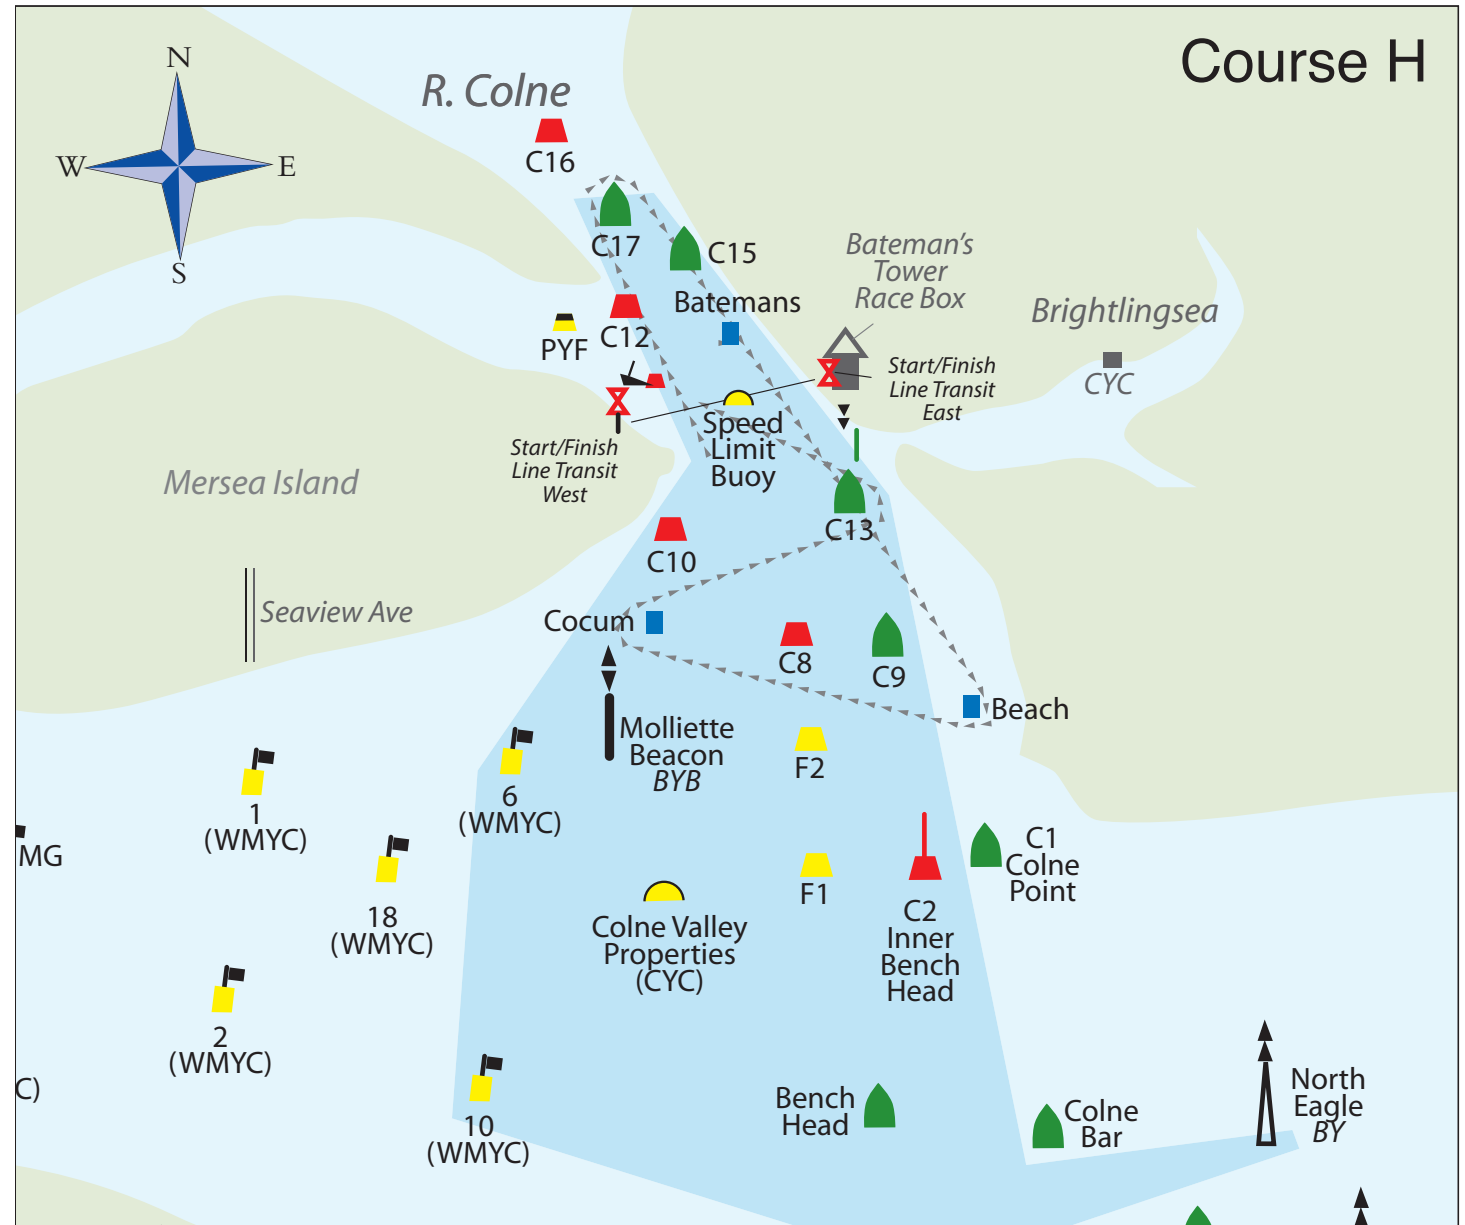 Course H
N
W
E
S
R. Colne
C16
C17
C15
Bateman's
Tower
Race Box
Batemans
Brightlingsea
PYF
C12
CYC
Start/Finish
Line Transit
East
Speed
Limit
Buoy
Start/Finish
Line Transit
West
Mersea Island
C13
C10
Seaview Ave
Cocum
C8
C9
Beach
Molliette
Beacon
BYB
F2
6
(WMYC)
1
(WMYC)
MG
C1
Colne
Point
F1
18
(WMYC)
C2
Inner
Bench
Head
Colne Valley
Properties
(CYC)
2
(WMYC)
C)
North
Eagle
BY
Bench
Head
Colne
Bar
10
(WMYC)